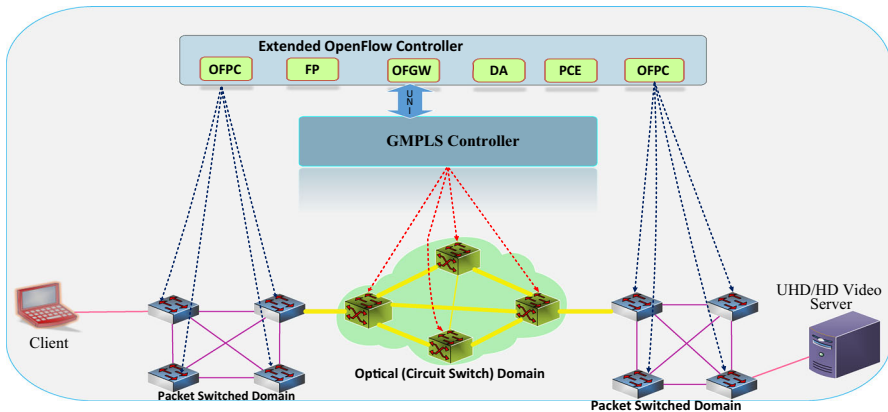 Extended OpenFlow Controller
OFPC
FP
OFGW
DA
PCE
OFPC
UNI
GMPLS Controller
UHD/HD Video
Server
Client
Optical (Circuit Switch) Domain
Packet Switched Domain
Packet Switched Domain